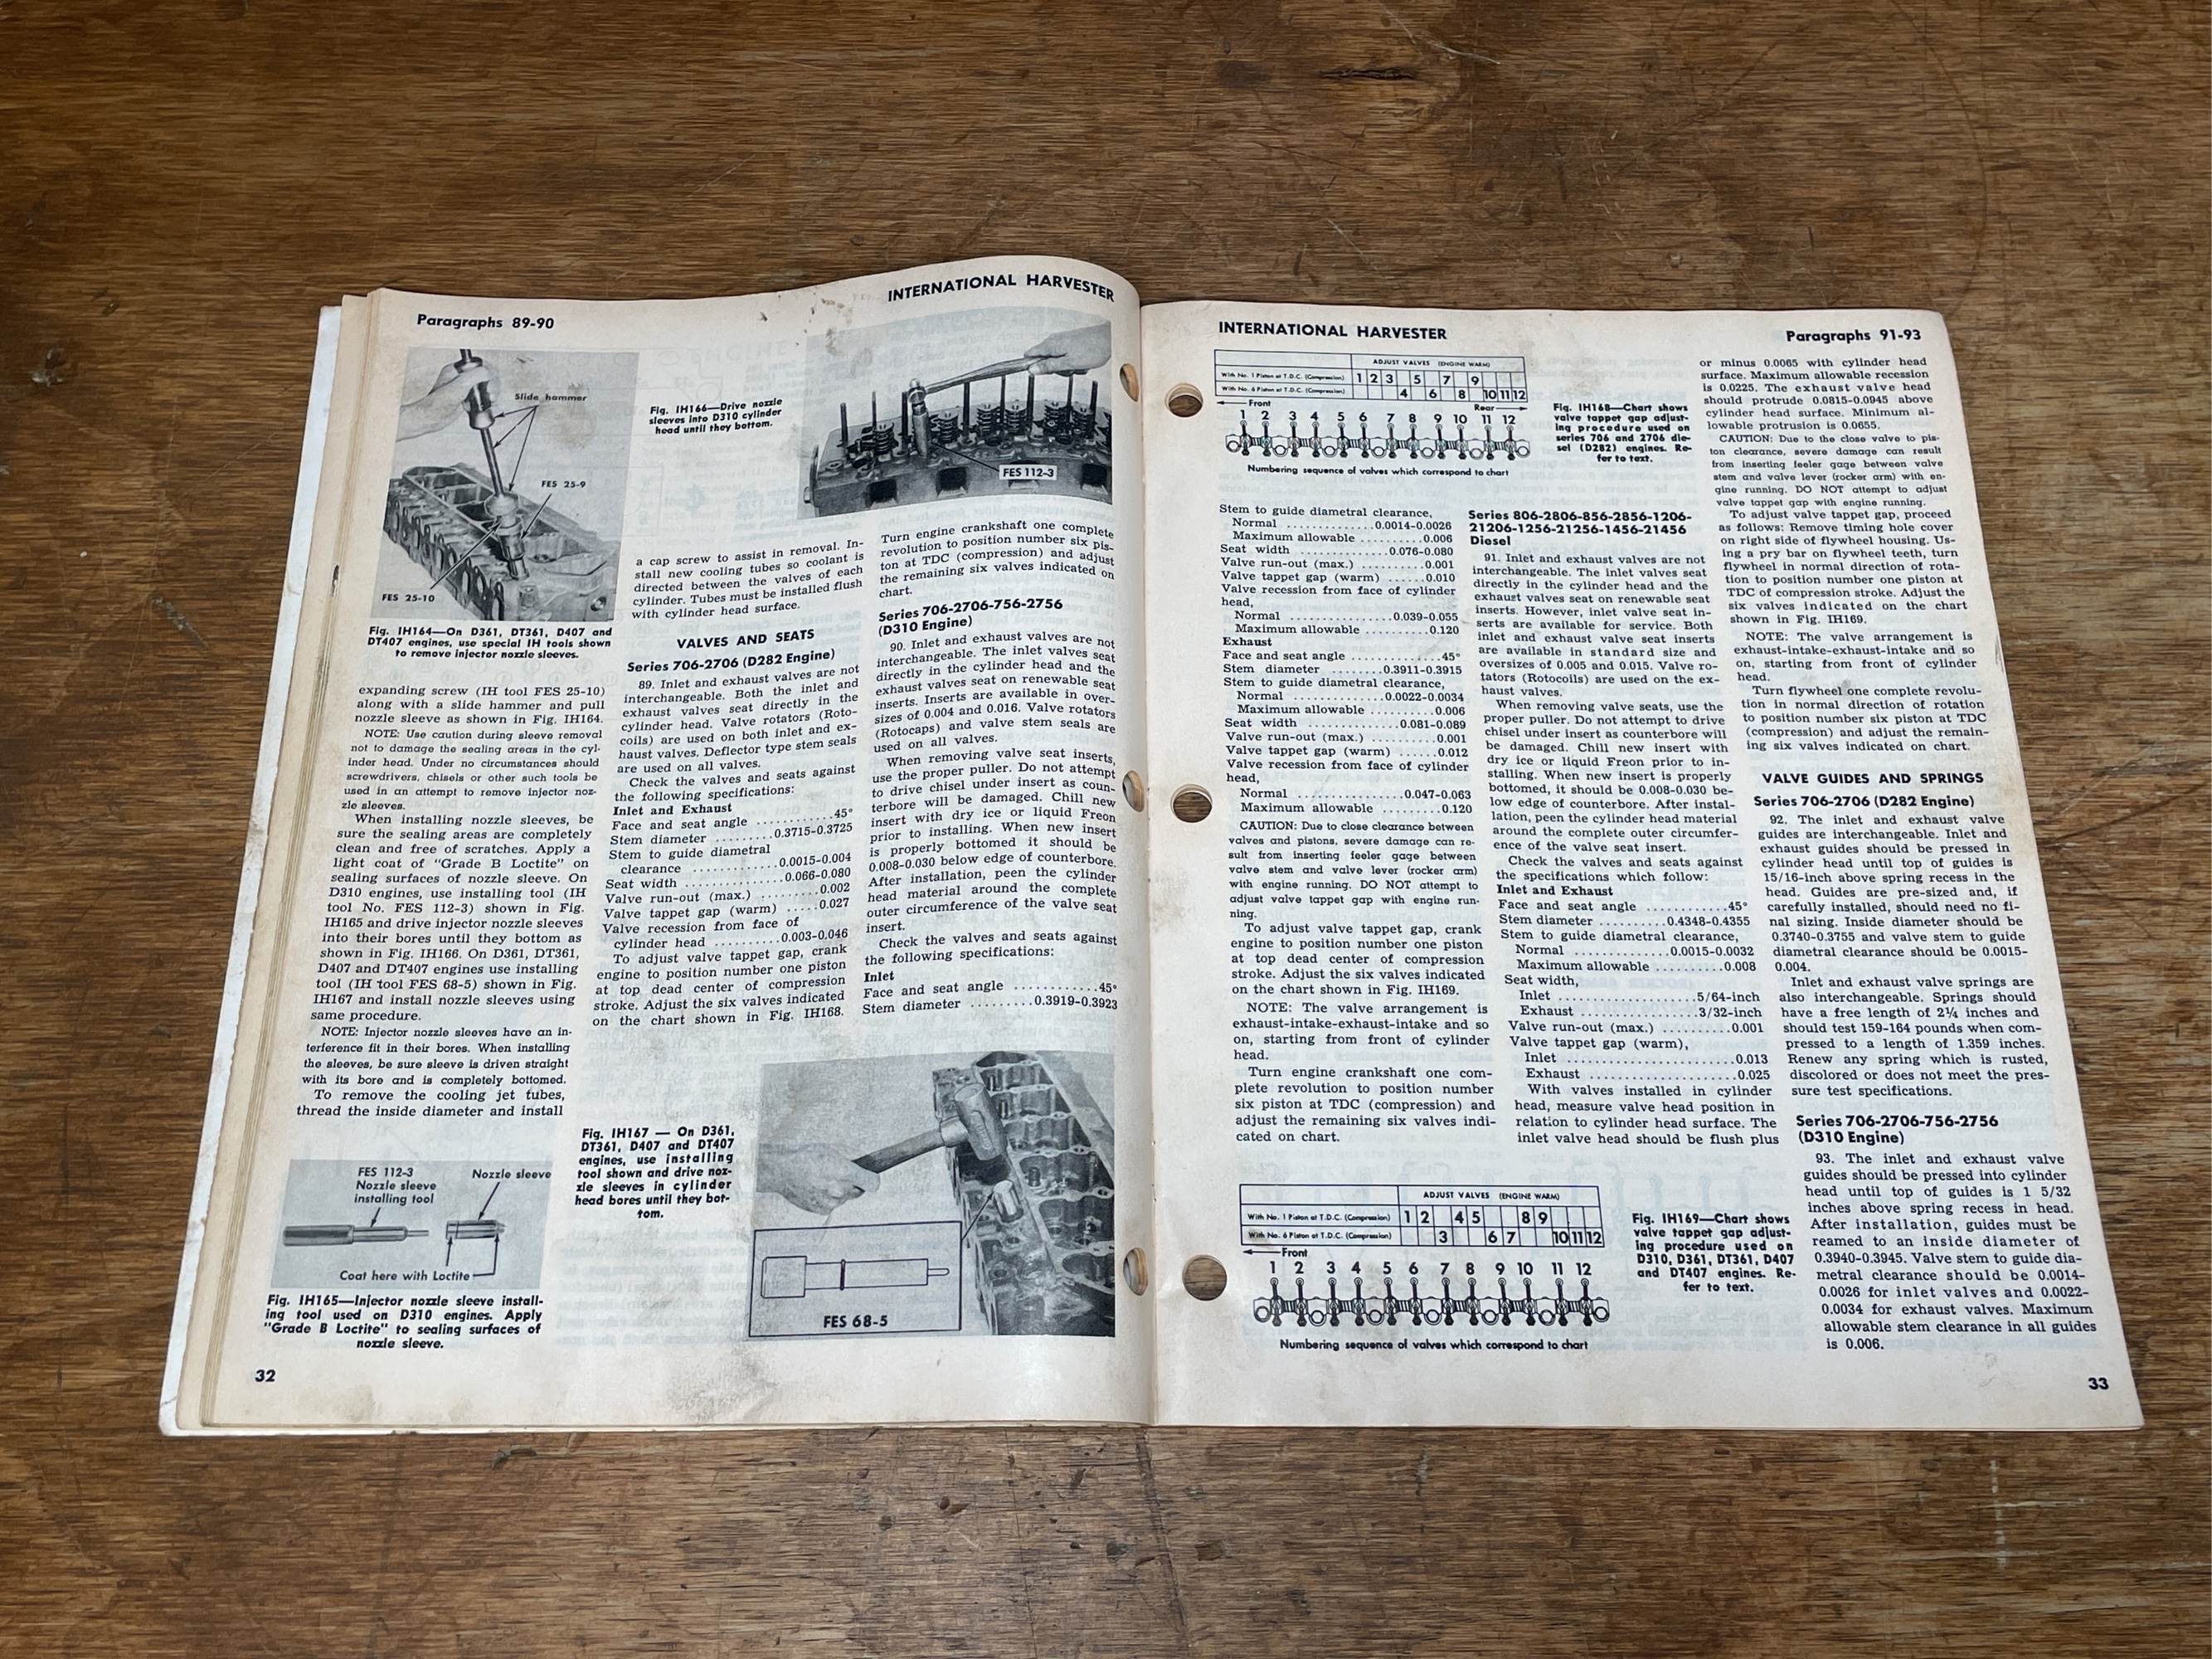 INTERNATIONAL HARVESTER
Paragraphs 89-90
Slide hammer
FES 25-9
FES 25-10
Fig. IH164—On D361, DT361, D407 and
DT407 engines, use special IH tools shown
to remove injector nozzle sleeves.
expanding screw (IH tool FES 25-10)
along with a slide hammer and pull
nozzle sleeve as shown in Fig. IH164.
NOTE: Use caution during sleeve removal
not to damage the sealing areas in the cyl-
inder head. Under no circumstances should
screwdrivers, chisels or other such tools be
used in an attempt to remove injector noz-
zle sleeves.
When installing nozzle sleeves, be
sure the sealing areas are completely
clean and free of scratches. Apply a
light coat of "Grade B Loctite" on
sealing surfaces of nozzle sleeve. On
D310 engines, use installing tool (IH
tool No. FES 112-3) shown in Fig.
IH165 and drive injector nozzle sleeves
into their bores until they bottom as
shown in Fig. IH166. On D361, DT361,
D407 and DT407 engines use installing
tool (IH tool FES 68-5) shown in Fig.
IH167 and install nozzle sleeves using
same procedure.
NOTE: Injector nozzle sleeves have an in-
terference fit in their bores. When installing
the sleeves, be sure sleeve is driven straight
with its bore and is completely bottomed.
To remove the cooling jet tubes,
thread the inside diameter and install
FES 112-3
Nozzle sleeve
installing tool
Nozzle sleeve
Coat here with Loctite
Fig. IH165—Injector nozzle sleeve install-
ing tool used on D310 engines. Apply
"Grade B Loctite" to sealing surfaces of
nozzle sleeve.
32
Fig. IH166—Drive nozzle
sleeves into D310 cylinder
head until they bottom.
FES 112-3
a cap screw to assist in removal. In-
stall new cooling tubes so coolant is
directed between the valves of each
cylinder. Tubes must be installed flush
with cylinder head surface.
VALVES AND SEATS
Series 706-2706 (D282 Engine)
89. Inlet and exhaust valves are not
interchangeable. Both the inlet and
exhaust valves seat directly in the
cylinder head. Valve rotators (Roto-
coils) are used on both inlet and ex-
haust valves. Deflector type stem seals
are used on all valves.
Check the valves and seats against
the following specifications:
Inlet and Exhaust
Face and seat angle ............45°
Stem diameter ........0.3715-0.3725
Stem to guide diametral
clearance ............0.0015-0.004
Seat width ..............0.066-0.080
Valve run-out (max.) ........0.002
Valve tappet gap (warm) .....0.027
Valve recession from face of
cylinder head .........0.003-0.046
To adjust valve tappet gap, crank
engine to position number one piston
at top dead center of compression
stroke. Adjust the six valves indicated
on the chart shown in Fig. IH168.
Turn engine crankshaft one complete
revolution to position number six pis-
ton at TDC (compression) and adjust
the remaining six valves indicated on
chart.
Series 706-2706-756-2756
(D310 Engine)
90. Inlet and exhaust valves are not
interchangeable. The inlet valves seat
directly in the cylinder head and the
exhaust valves seat on renewable seat
inserts. Inserts are available in over-
sizes of 0.004 and 0.016. Valve rotators
(Rotocaps) and valve stem seals are
used on all valves.
When removing valve seat inserts,
use the proper puller. Do not attempt
to drive chisel under insert as coun-
terbore will be damaged. Chill new
insert with dry ice or liquid Freon
prior to installing. When new insert
is properly bottomed it should be
0.008-0.030 below edge of counterbore.
After installation, peen the cylinder
head material around the complete
outer circumference of the valve seat
insert.
Check the valves and seats against
the following specifications:
Inlet
Face and seat angle ............45°
Stem diameter .........0.3919-0.3923
Fig. IH167 — On D361,
DT361, D407 and DT407
engines, use installing
tool shown and drive noz-
zle sleeves in cylinder
head bores until they bot-
tom.
FES 68-5
INTERNATIONAL HARVESTER
Paragraphs 91-93
ADJUST VALVES (ENGINE WARM)
With No. 1 Piston at T.D.C. (Compression) 1 2 3 5 7 9
With No. 6 Piston at T.D.C. (Compression) 4 6 8 10 11 12
Front
Rear
1 2 3 4 5 6 7 8 9 10 11 12
Numbering sequence of valves which correspond to chart
Fig. IH168—Chart shows
valve tappet gap adjust-
ing procedure used on
series 706 and 2706 die-
sel (D282) engines. Re-
fer to text.
Stem to guide diametral clearance,
Normal ..............0.0014-0.0026
Maximum allowable ..........0.006
Seat width ..............0.076-0.080
Valve run-out (max.) .........0.001
Valve tappet gap (warm) ......0.010
Valve recession from face of cylinder
head,
Normal ................0.039-0.055
Maximum allowable ..........0.120
Exhaust
Face and seat angle .............45°
Stem diameter .........0.3911-0.3915
Stem to guide diametral clearance,
Normal ..............0.0022-0.0034
Maximum allowable ..........0.006
Seat width ..............0.081-0.089
Valve run-out (max.) .........0.001
Valve tappet gap (warm) ......0.012
Valve recession from face of cylinder
head,
Normal ................0.047-0.063
Maximum allowable ..........0.120
CAUTION: Due to close clearance between
valves and pistons, severe damage can re-
sult from inserting feeler gage between
valve stem and valve lever (rocker arm)
with engine running. DO NOT attempt to
adjust valve tappet gap with engine run-
ning.
To adjust valve tappet gap, crank
engine to position number one piston
at top dead center of compression
stroke. Adjust the six valves indicated
on the chart shown in Fig. IH169.
NOTE: The valve arrangement is
exhaust-intake-exhaust-intake and so
on, starting from front of cylinder
head.
Turn engine crankshaft one com-
plete revolution to position number
six piston at TDC (compression) and
adjust the remaining six valves indi-
cated on chart.
Series 806-2806-856-2856-1206-
21206-1256-21256-1456-21456
Diesel
91. Inlet and exhaust valves are not
interchangeable. The inlet valves seat
directly in the cylinder head and the
exhaust valves seat on renewable seat
inserts. However, inlet valve seat in-
serts are available for service. Both
inlet and exhaust valve seat inserts
are available in standard size and
oversizes of 0.005 and 0.015. Valve ro-
tators (Rotocoils) are used on the ex-
haust valves.
When removing valve seats, use the
proper puller. Do not attempt to drive
chisel under insert as counterbore will
be damaged. Chill new insert with
dry ice or liquid Freon prior to in-
stalling. When new insert is properly
bottomed, it should be 0.008-0.030 be-
low edge of counterbore. After instal-
lation, peen the cylinder head material
around the complete outer circumfer-
ence of the valve seat insert.
Check the valves and seats against
the specifications which follow:
Inlet and Exhaust
Face and seat angle ...........45°
Stem diameter ........0.4348-0.4355
Stem to guide diametral clearance,
Normal ............0.0015-0.0032
Maximum allowable .........0.008
Seat width,
Inlet ...................5/64-inch
Exhaust ................3/32-inch
Valve run-out (max.) .........0.001
Valve tappet gap (warm),
Inlet .......................0.013
Exhaust ....................0.025
With valves installed in cylinder
head, measure valve head position in
relation to cylinder head surface. The
inlet valve head should be flush plus
or minus 0.0065 with cylinder head
surface. Maximum allowable recession
is 0.0225. The exhaust valve head
should protrude 0.0815-0.0945 above
cylinder head surface. Minimum al-
lowable protrusion is 0.0655.
CAUTION: Due to the close valve to pis-
ton clearance, severe damage can result
from inserting feeler gage between valve
stem and valve lever (rocker arm) with en-
gine running. DO NOT attempt to adjust
valve tappet gap with engine running.
To adjust valve tappet gap, proceed
as follows: Remove timing hole cover
on right side of flywheel housing. Us-
ing a pry bar on flywheel teeth, turn
flywheel in normal direction of rota-
tion to position number one piston at
TDC of compression stroke. Adjust the
six valves indicated on the chart
shown in Fig. IH169.
NOTE: The valve arrangement is
exhaust-intake-exhaust-intake and so
on, starting from front of cylinder
head.
Turn flywheel one complete revolu-
tion in normal direction of rotation
to position number six piston at TDC
(compression) and adjust the remain-
ing six valves indicated on chart.
VALVE GUIDES AND SPRINGS
Series 706-2706 (D282 Engine)
92. The inlet and exhaust valve
guides are interchangeable. Inlet and
exhaust guides should be pressed in
cylinder head until top of guides is
15/16-inch above spring recess in the
head. Guides are pre-sized and, if
carefully installed, should need no fi-
nal sizing. Inside diameter should be
0.3740-0.3755 and valve stem to guide
diametral clearance should be 0.0015-
0.004.
Inlet and exhaust valve springs are
also interchangeable. Springs should
have a free length of 2¼ inches and
should test 159-164 pounds when com-
pressed to a length of 1.359 inches.
Renew any spring which is rusted,
discolored or does not meet the pres-
sure test specifications.
Series 706-2706-756-2756
(D310 Engine)
93. The inlet and exhaust valve
guides should be pressed into cylinder
head until top of guides is 1 5/32
inches above spring recess in head.
After installation, guides must be
reamed to an inside diameter of
0.3940-0.3945. Valve stem to guide dia-
metral clearance should be 0.0014-
0.0026 for inlet valves and 0.0022-
0.0034 for exhaust valves. Maximum
allowable stem clearance in all guides
is 0.006.
ADJUST VALVES (ENGINE WARM)
With No. 1 Piston at T.D.C. (Compression) 1 2 4 5 8 9
With No. 6 Piston at T.D.C. (Compression) 3 6 7 10 11 12
Front
1 2 3 4 5 6 7 8 9 10 11 12
Numbering sequence of valves which correspond to chart
Fig. IH169—Chart shows
valve tappet gap adjust-
ing procedure used on
D310, D361, DT361, D407
and DT407 engines. Re-
fer to text.
33